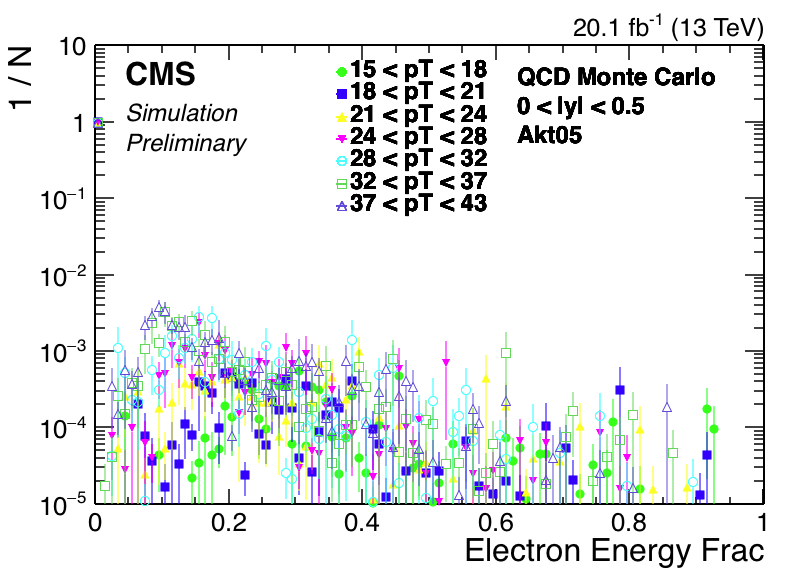 20.1 fb⁻¹ (13 TeV)
1 / N
10
1
10⁻¹
10⁻²
10⁻³
10⁻⁴
10⁻⁵
CMS
Simulation
Preliminary
15 < pT < 18
18 < pT < 21
21 < pT < 24
24 < pT < 28
28 < pT < 32
32 < pT < 37
37 < pT < 43
QCD Monte Carlo
0 < |y| < 0.5
Akt05
0 0.2 0.4 0.6 0.8 1
Electron Energy Frac